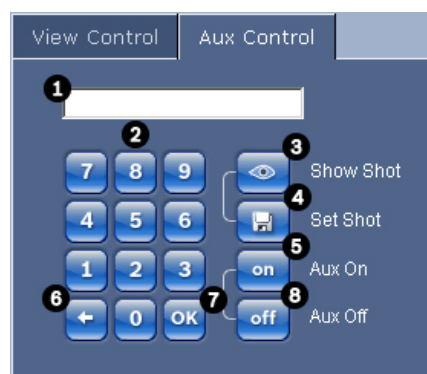 View Control Aux Control
1
2
3
7 8 9 Show Shot
4
4 5 6 Set Shot
5
1 2 3 on Aux On
6 7 8
0 OK off Aux Off